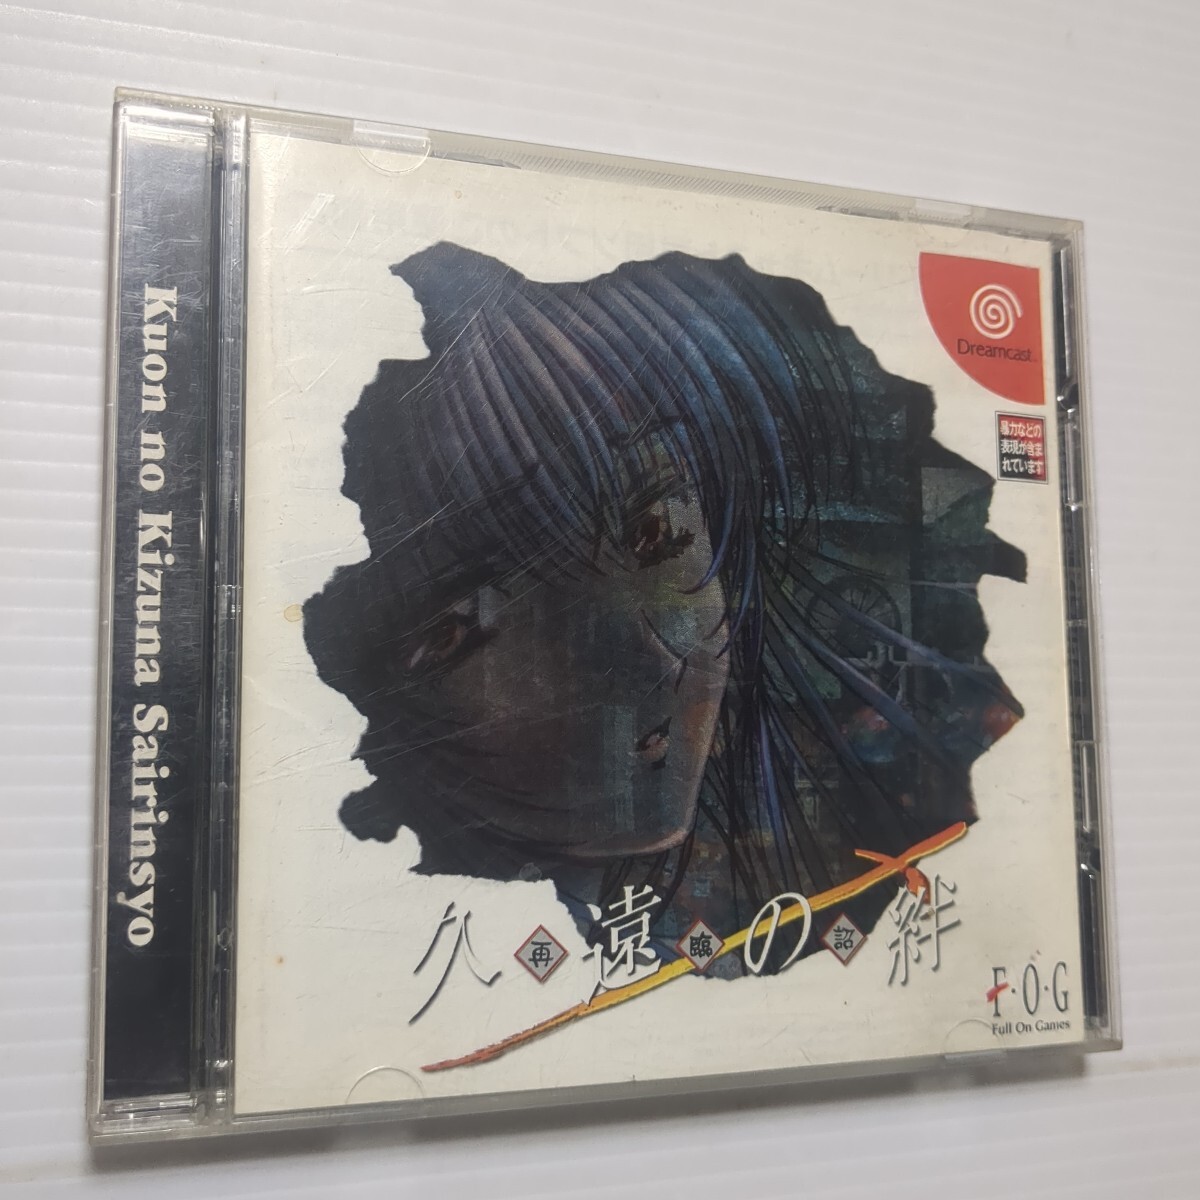 Kuon no Kizuna Sairinsyo
Dreamcast™
暴力などの
表現が含ま
れています
久再遠臨の詔絆
F·O·G
Full On Games